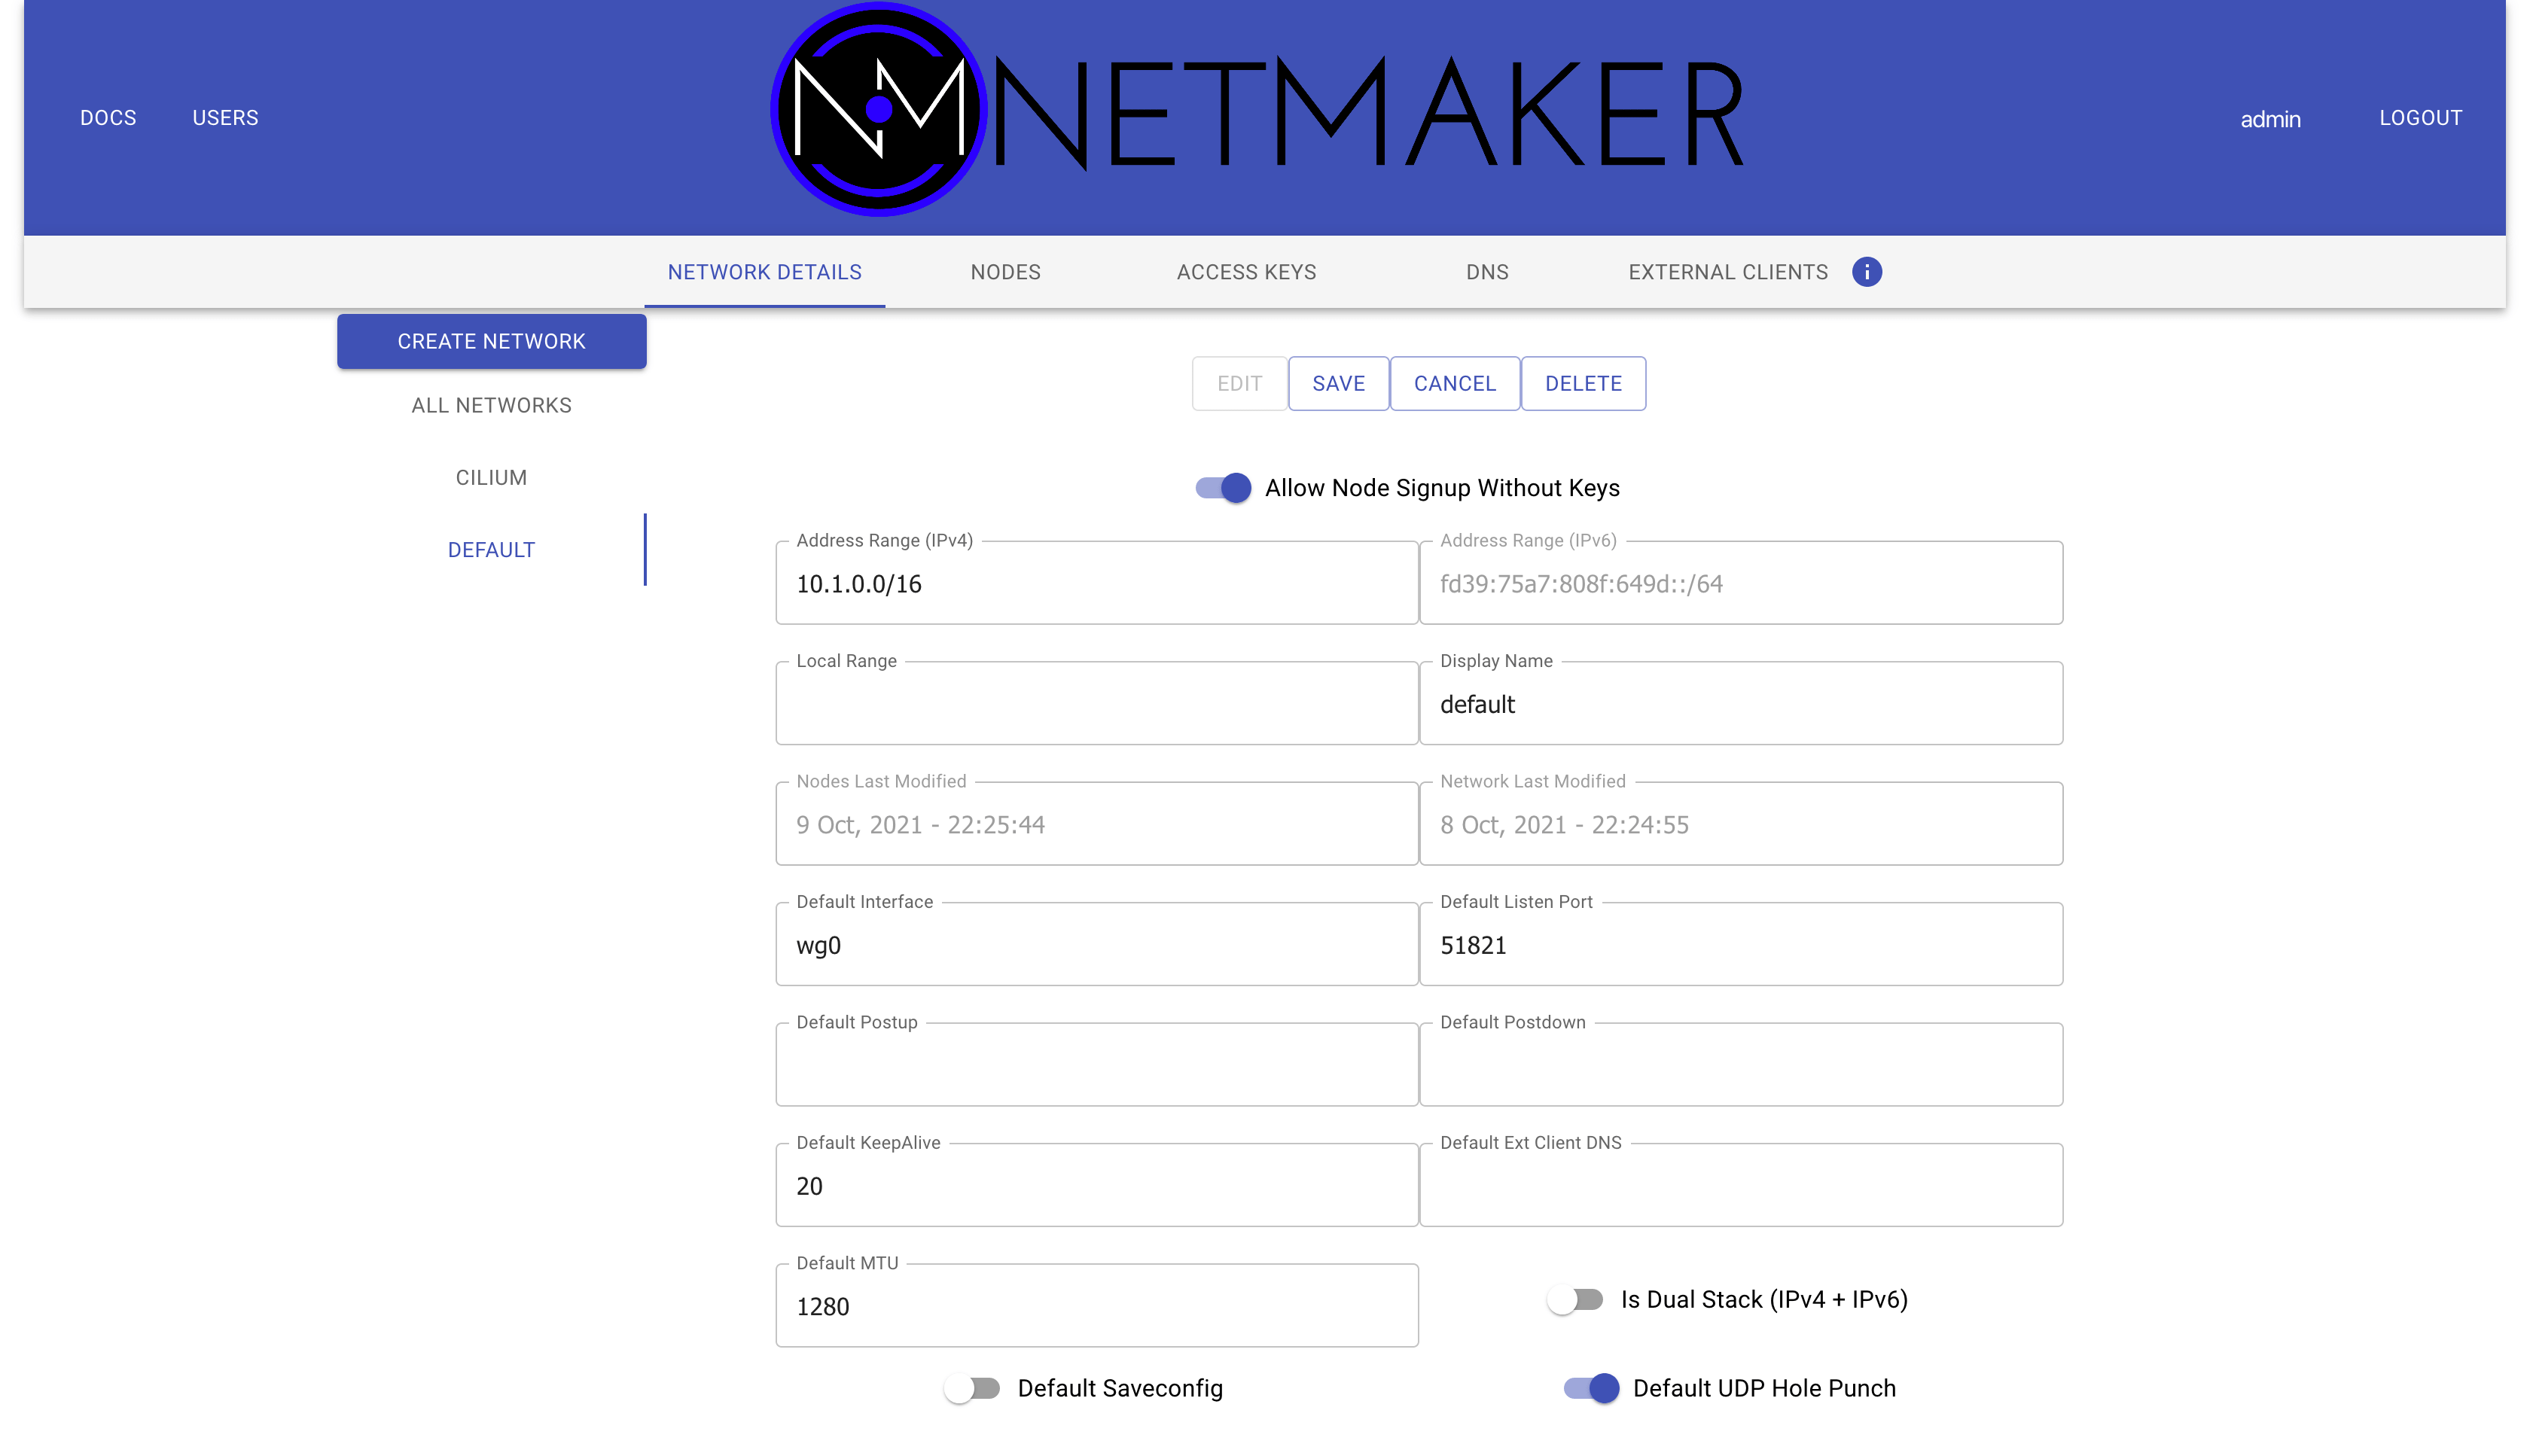 DOCS USERS NM NETMAKER admin LOGOUT
NETWORK DETAILS NODES ACCESS KEYS DNS EXTERNAL CLIENTS i
CREATE NETWORK
ALL NETWORKS
CILIUM
DEFAULT
EDIT SAVE CANCEL DELETE
Allow Node Signup Without Keys
Address Range (IPv4) Address Range (IPv6)
10.1.0.0/16 fd39:75a7:808f:649d::/64
Local Range Display Name
default
Nodes Last Modified Network Last Modified
9 Oct, 2021 - 22:25:44 8 Oct, 2021 - 22:24:55
Default Interface Default Listen Port
wg0 51821
Default Postup Default Postdown
Default KeepAlive Default Ext Client DNS
20
Default MTU
1280 Is Dual Stack (IPv4 + IPv6)
Default Saveconfig Default UDP Hole Punch